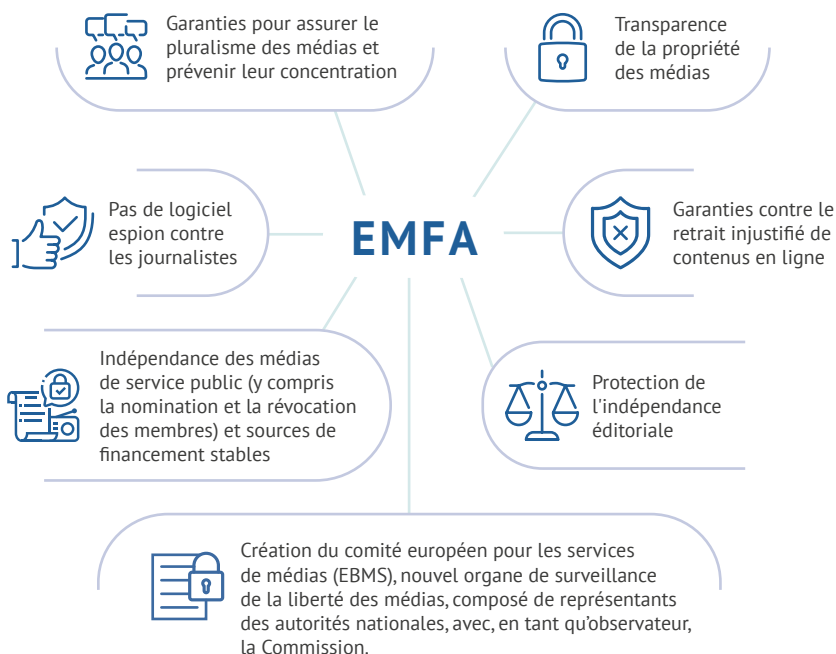 Garanties pour assurer le
pluralisme des médias et
prévenir leur concentration
Transparence
de la propriété
des médias
Pas de logiciel
espion contre
les journalistes
EMFA
Garanties contre le
retrait injustifié de
contenus en ligne
Indépendance des médias
de service public (y compris
la nomination et la révocation
des membres) et sources de
financement stables
Protection de
l'indépendance
éditoriale
Création du comité européen pour les services
de médias (EBMS), nouvel organe de surveillance
de la liberté des médias, composé de représentants
des autorités nationales, avec, en tant qu’observateur,
la Commission.